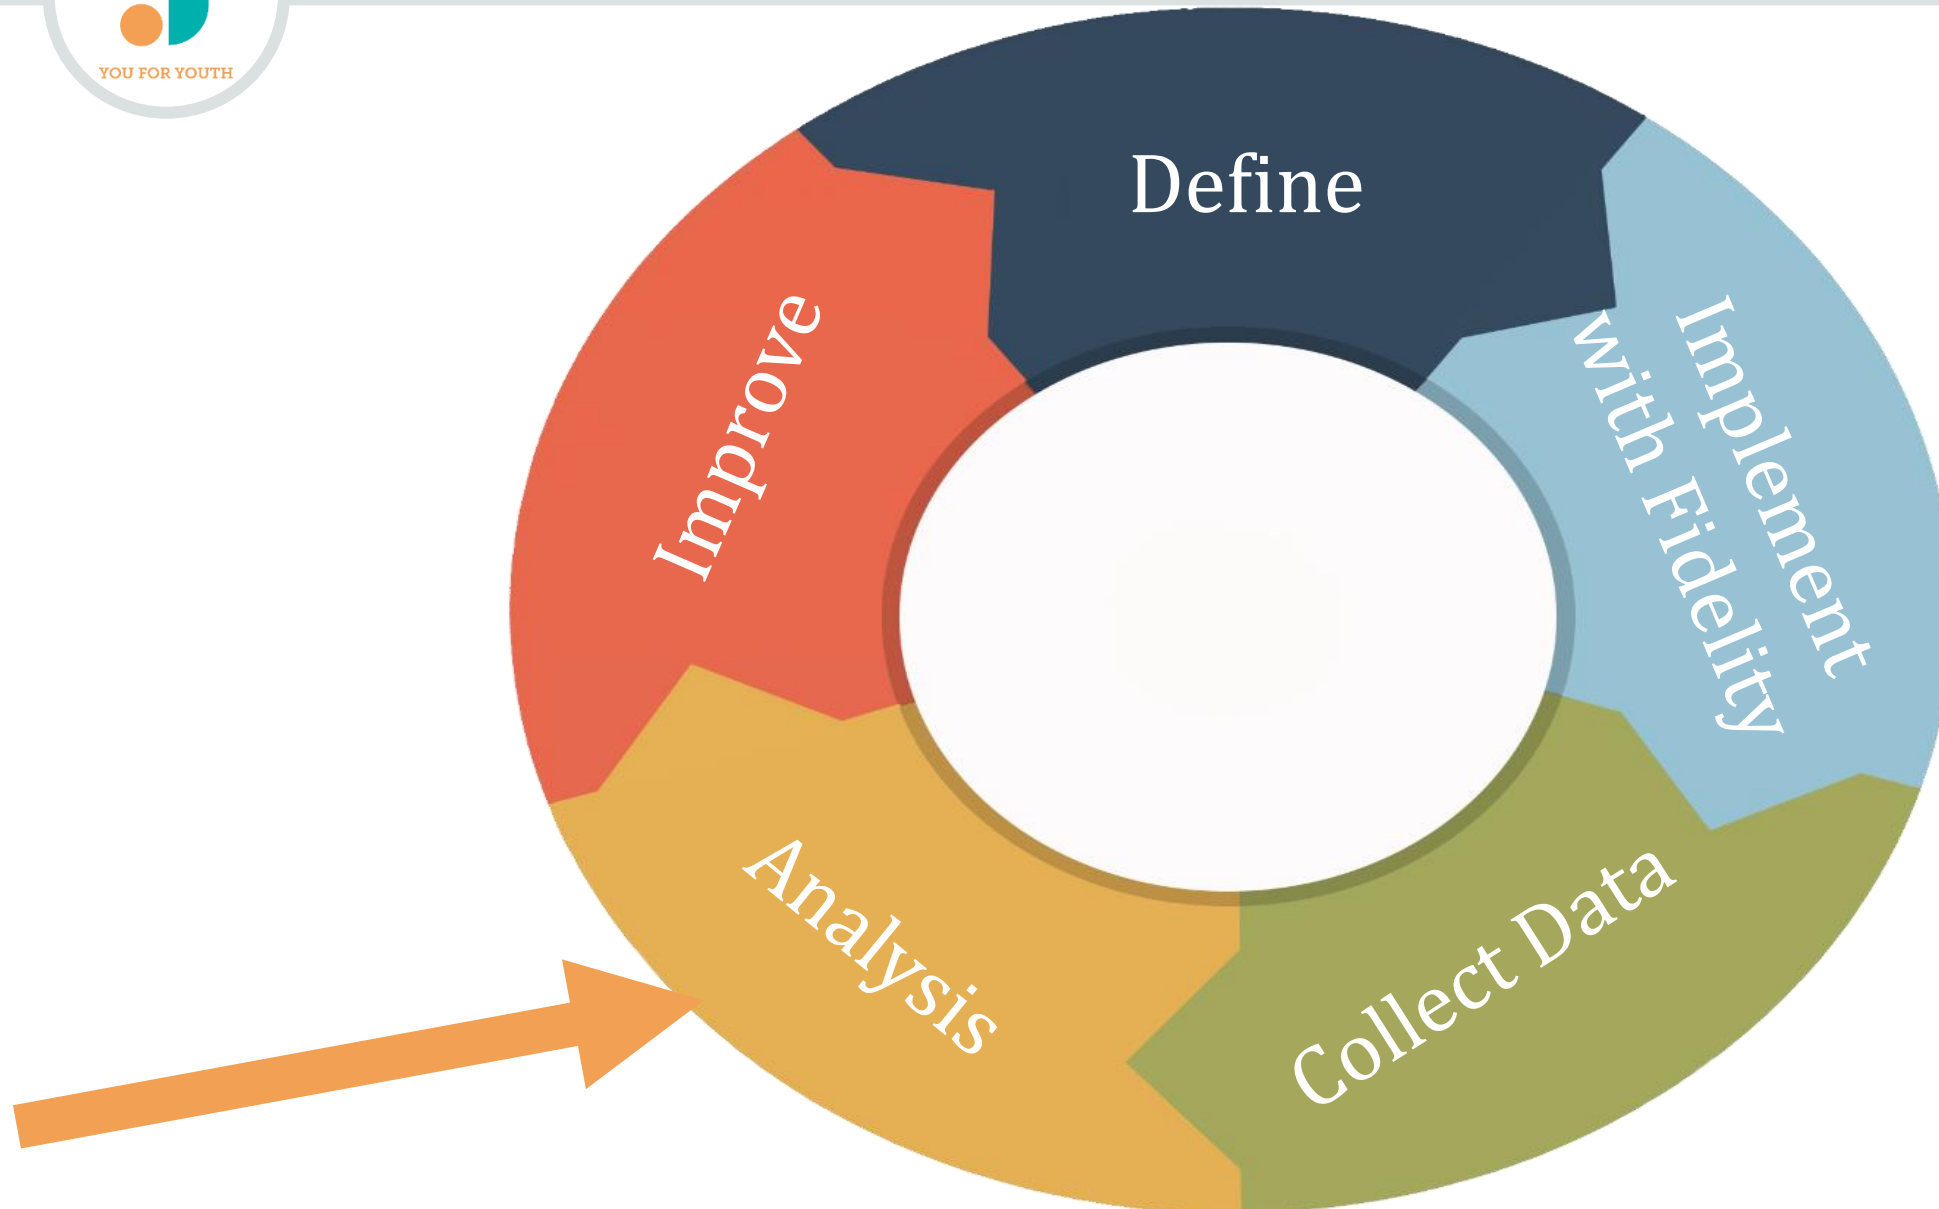 YOU FOR YOUTH
Define
Implement
with Fidelity
Collect Data
Analysis
Improve